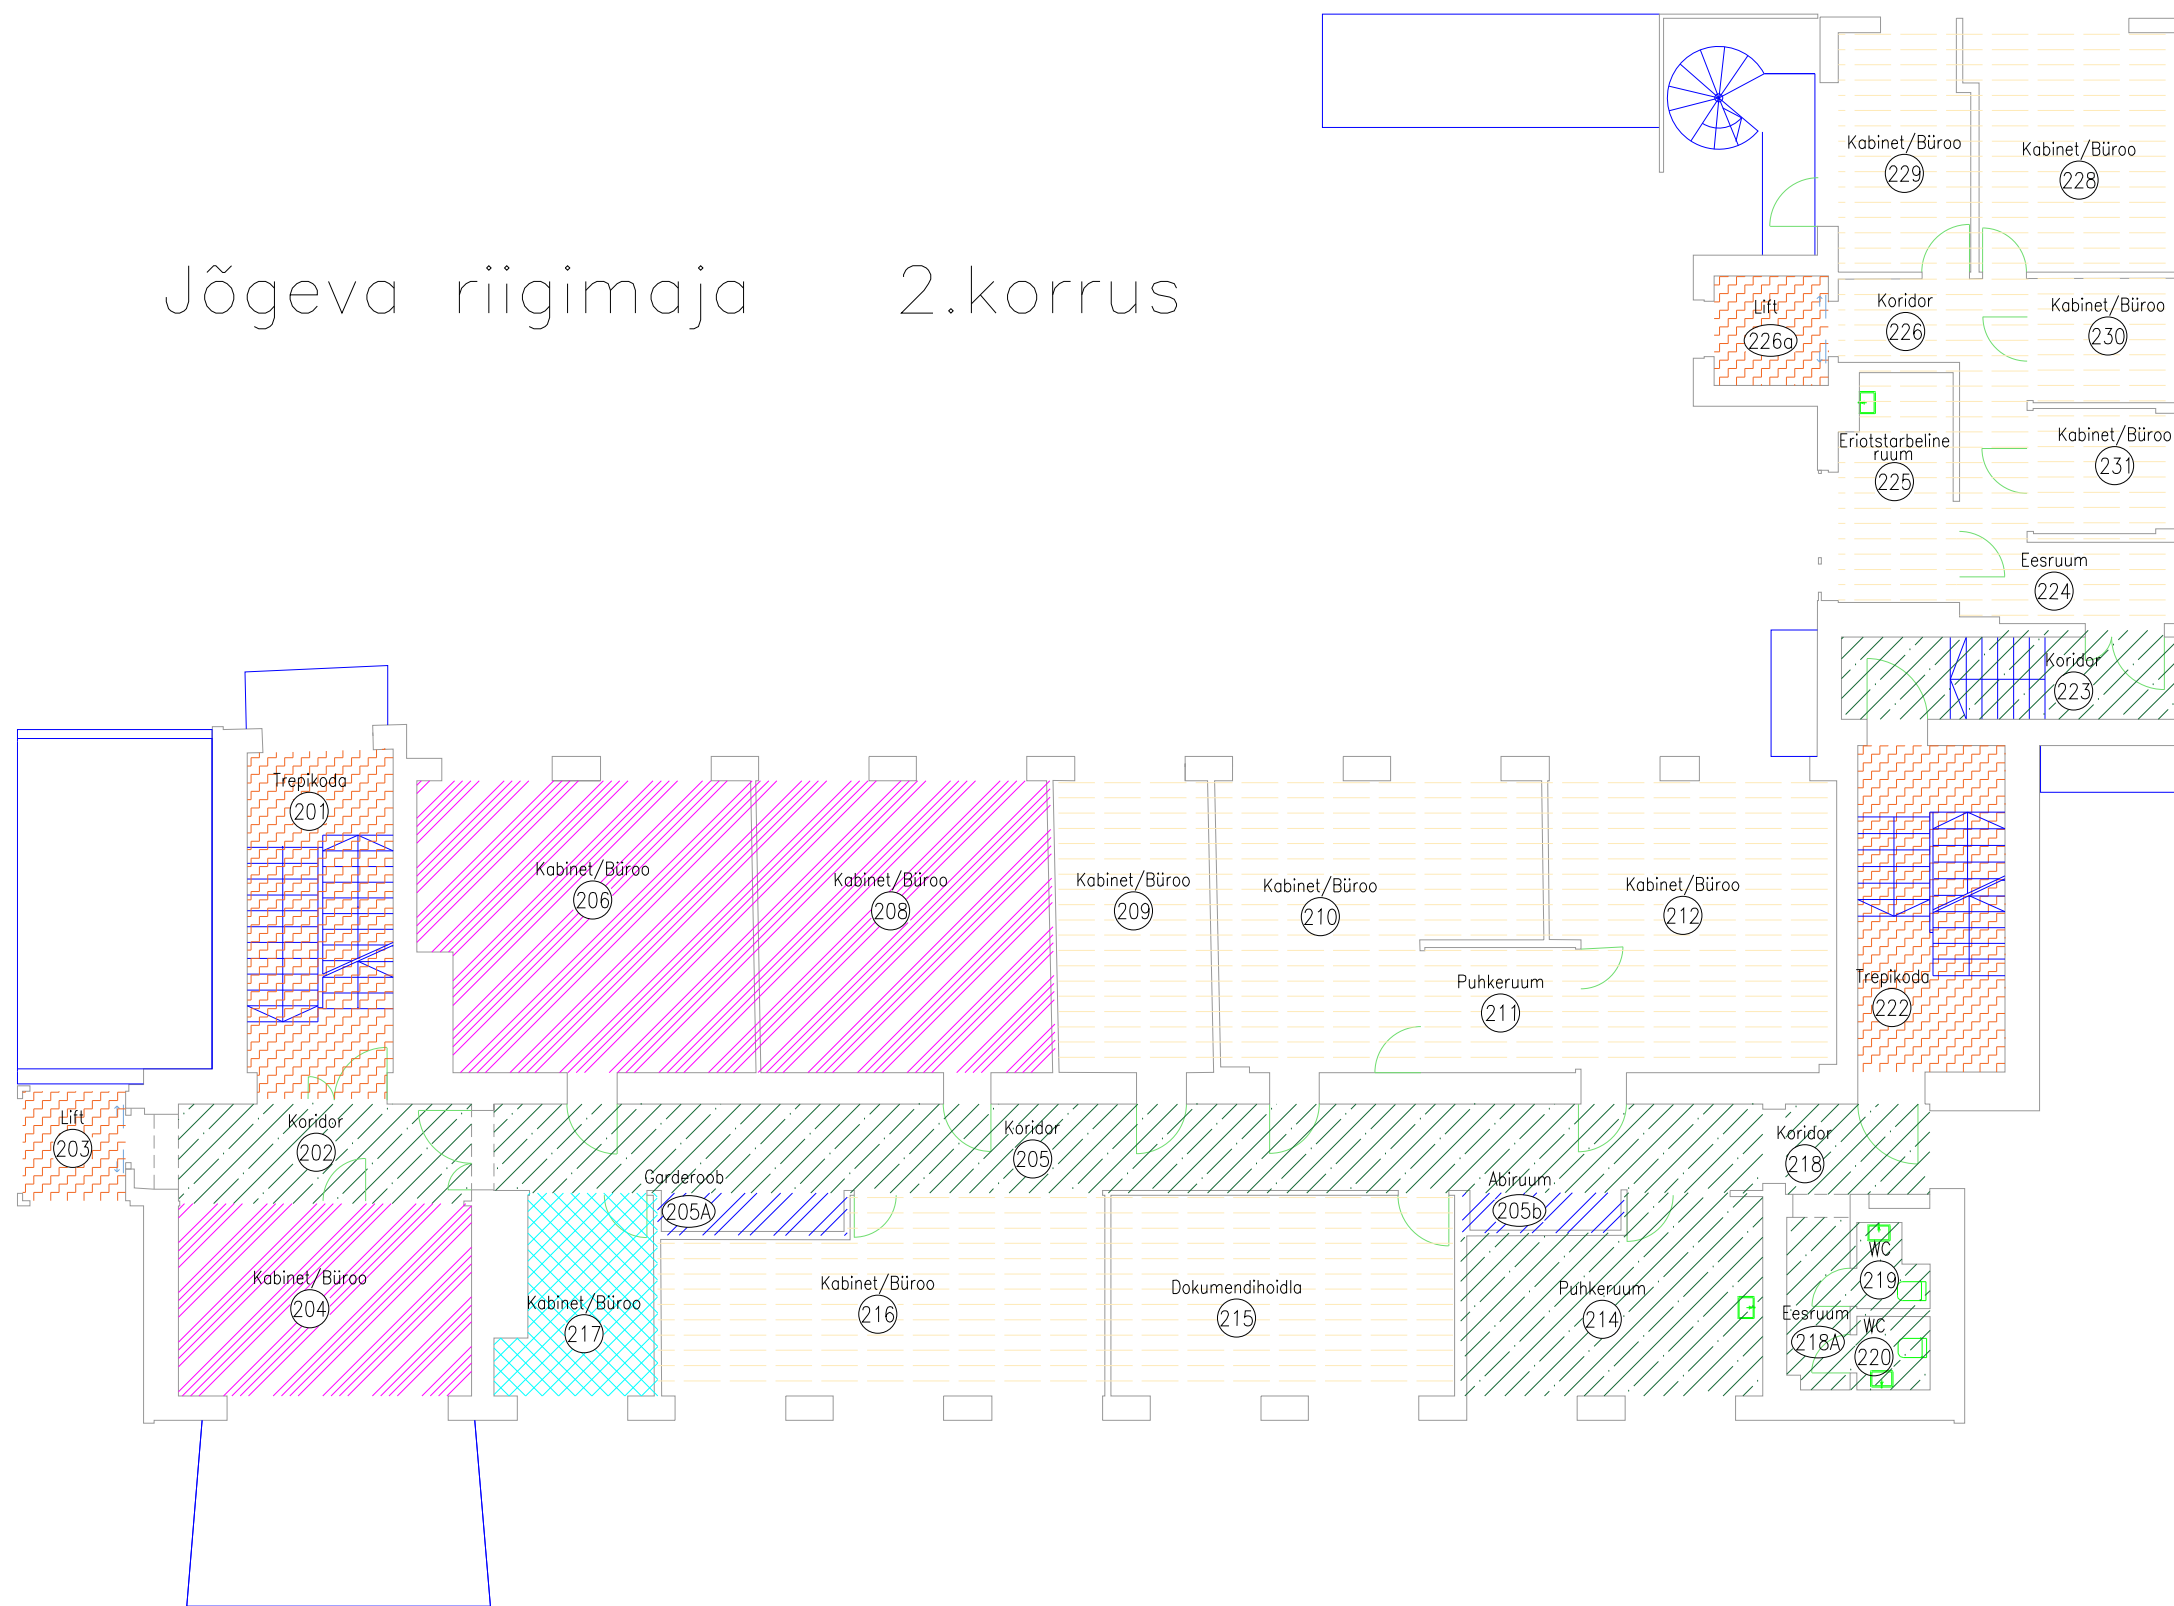 Jõgeva riigimaja 2.korrus
Kabinet/Büroo
229
Kabinet/Büroo
228
Lift
226a
Koridor
226
Kabinet/Büroo
230
Eriotstarbeline
ruum
225
Kabinet/Büroo
231
Eesruum
224
Koridor
223
Trepikoda
201
Kabinet/Büroo
206
Kabinet/Büroo
208
Kabinet/Büroo
209
Kabinet/Büroo
210
Kabinet/Büroo
212
Puhkeruum
211
Trepikoda
222
Lift
203
Koridor
202
Koridor
205
Koridor
218
Garderoob
205A
Abiruum
205b
Kabinet/Büroo
204
Kabinet/Büroo
217
Kabinet/Büroo
216
Dokumendihoidla
215
Puhkeruum
214
WC
219
Eesruum
218A
WC
220